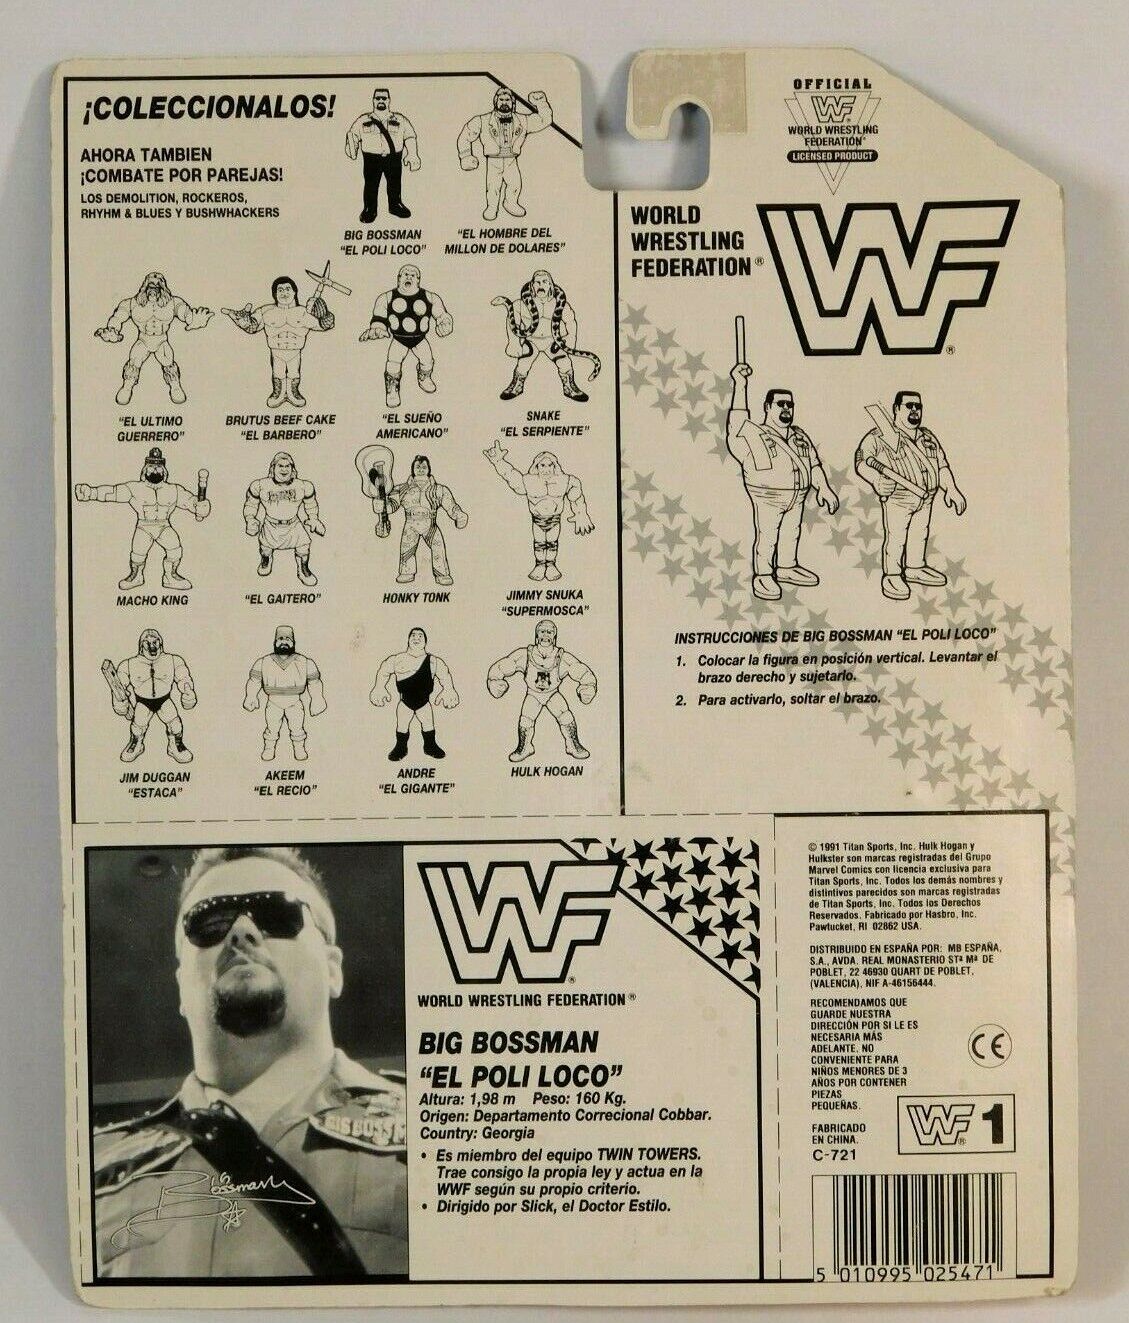 ¡COLECCIONALOS!
AHORA TAMBIEN
¡COMBATE POR PAREJAS!
LOS DEMOLITION, ROCKEROS,
RHYHM & BLUES Y BUSHWHACKERS
BIG BOSSMAN
"EL POLI LOCO"
"EL HOMBRE DEL
MILLON DE DOLARES"
"EL ULTIMO
GUERRERO"
BRUTUS BEEF CAKE
"EL BARBERO"
"EL SUEÑO
AMERICANO"
SNAKE
"EL SERPIENTE"
MACHO KING
"EL GAITERO"
HONKY TONK
JIMMY SNUKA
"SUPERMOSCA"
JIM DUGGAN
"ESTACA"
AKEEM
"EL RECIO"
ANDRE
"EL GIGANTE"
HULK HOGAN
OFFICIAL
WF
WORLD WRESTLING
FEDERATION
LICENSED PRODUCT
WORLD
WRESTLING
FEDERATION®
WF®
INSTRUCCIONES DE BIG BOSSMAN "EL POLI LOCO"
1. Colocar la figura en posición vertical. Levantar el
brazo derecho y sujetarlo.
2. Para activarlo, soltar el brazo.
WF®
WORLD WRESTLING FEDERATION®
BIG BOSSMAN
"EL POLI LOCO"
Altura: 1,98 m Peso: 160 Kg.
Origen: Departamento Correcional Cobbar.
Country: Georgia
• Es miembro del equipo TWIN TOWERS.
Trae consigo la propia ley y actua en la
WWF según su propio criterio.
• Dirigido por Slick, el Doctor Estilo.
BIG BOSS M
Bossman
© 1991 Titan Sports, Inc. Hulk Hogan y
Hulkster son marcas registradas del Grupo
Marvel Comics con licencia exclusiva para
Titan Sports, Inc. Todos los demás nombres y
distintivos parecidos son marcas registradas
de Titan Sports, Inc. Todos los Derechos
Reservados. Fabricado por Hasbro, Inc.
Pawtucket, RI 02862 USA.
DISTRIBUIDO EN ESPAÑA POR: MB ESPAÑA,
S.A., AVDA. REAL MONASTERIO STª Mª DE
POBLET, 22 46930 QUART DE POBLET,
(VALENCIA), NIF A-46156444.
RECOMENDAMOS QUE
GUARDE NUESTRA
DIRECCIÓN POR SI LE ES
NECESARIA MÁS
ADELANTE. NO
CONVENIENTE PARA
NIÑOS MENORES DE 3
AÑOS POR CONTENER
PIEZAS
PEQUEÑAS.
CE
FABRICADO
EN CHINA.
C-721
WF® 1
5 010995 025471